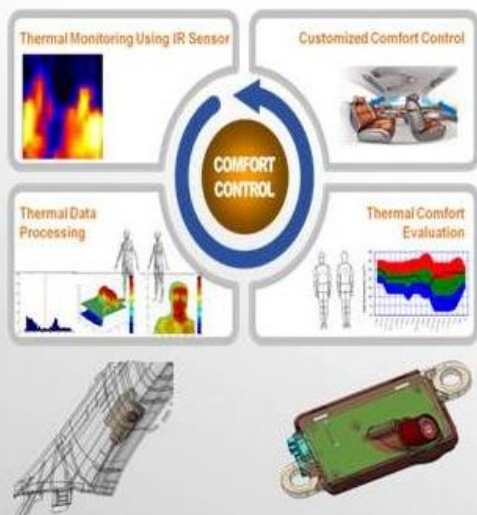 Thermal Monitoring Using IR Sensor
Customized Comfort Control
COMFORT
CONTROL
Thermal Data
Processing
Thermal Comfort
Evaluation